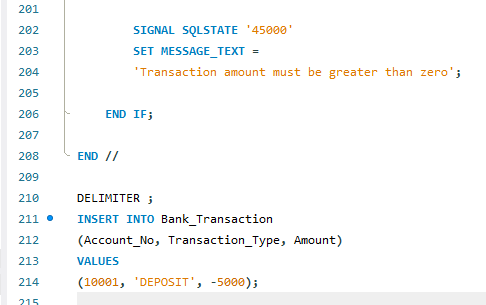 201
202 SIGNAL SQLSTATE '45000'
203 SET MESSAGE_TEXT =
204 'Transaction amount must be greater than zero';
205
206 END IF;
207
208 END //
209
210 DELIMITER ;
211 INSERT INTO Bank_Transaction
212 (Account_No, Transaction_Type, Amount)
213 VALUES
214 (10001, 'DEPOSIT', -5000);
215